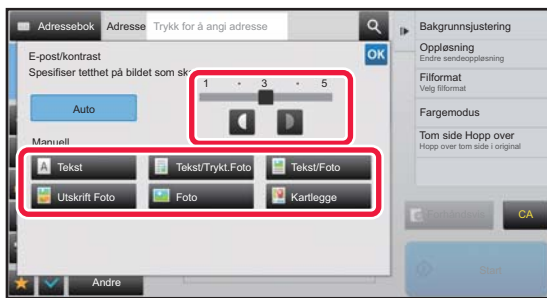 Adressebok
Adresse
Trykk for å angi adresse
E-post/kontrast
OK
Spesifiser tetthet på bildet som
1 · 3 · 5
Auto
Manuell
Tekst
Tekst/Trykt.Foto
Tekst/Foto
Utskrift Foto
Foto
Kartlegge
Andre
Bakgrunnsjustering
Oppløsning
Endre sendeoppløsning
Filformat
Velg filformat
Fargemodus
Tom side Hopp over
Hopp over tom side i original
CA
Start